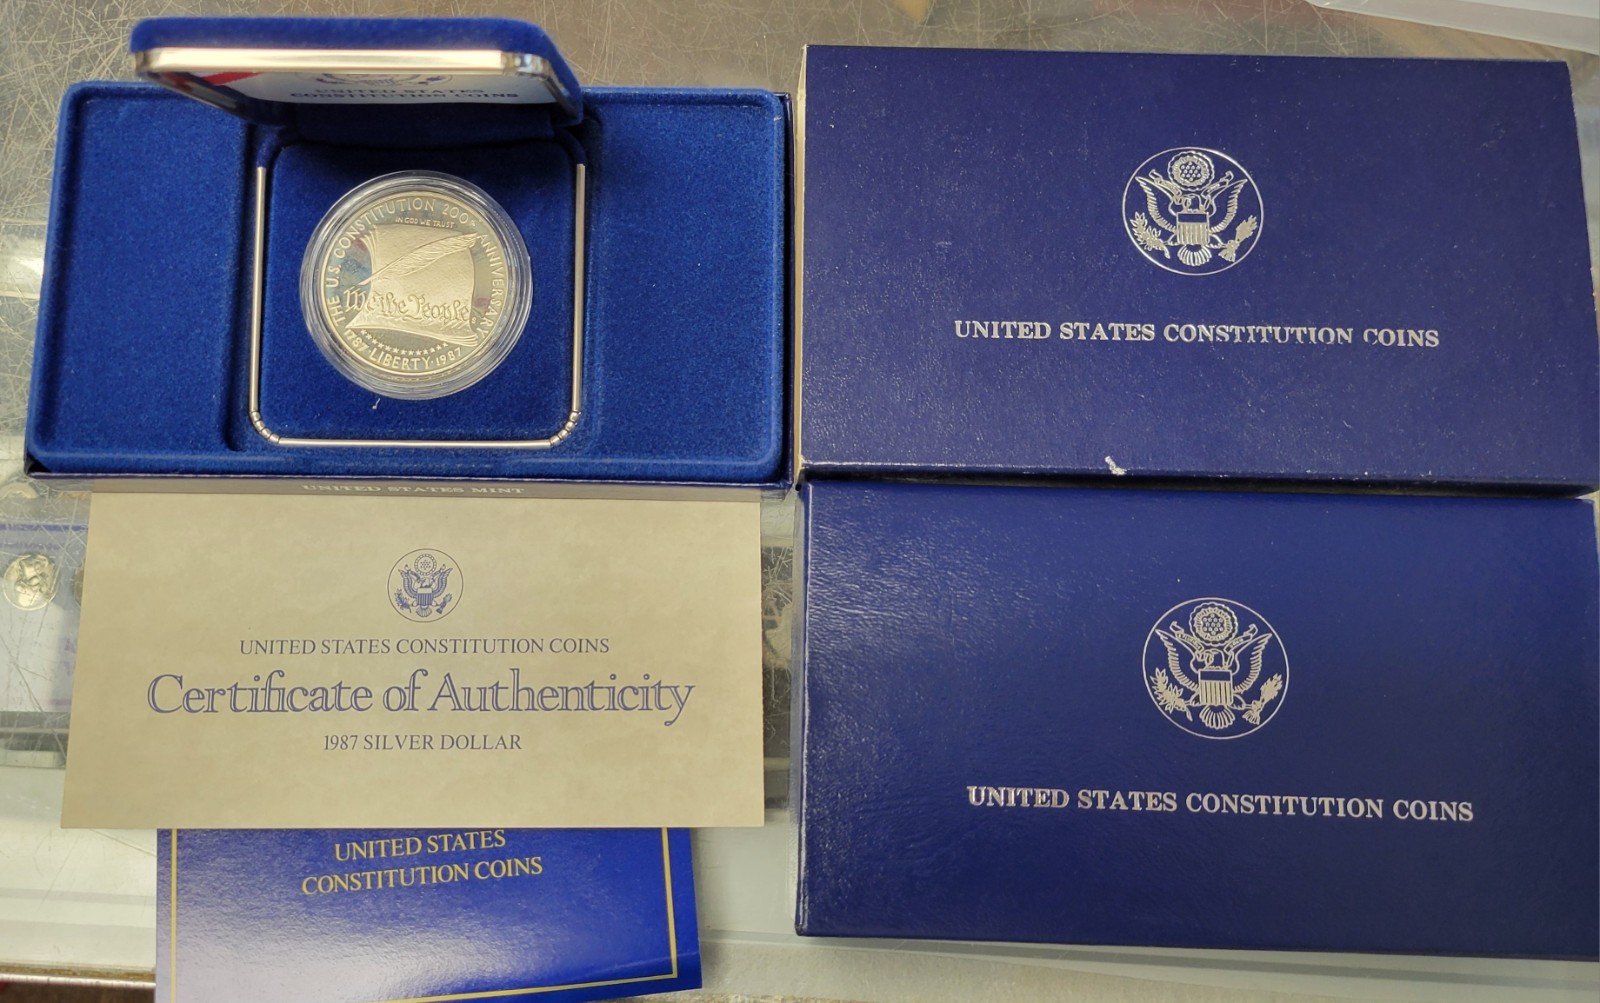 UNITED STATES
CONSTITUTION COINS
THE U.S. CONSTITUTION 200TH ANNIVERSARY
IN GOD WE TRUST
We the People
1787 · LIBERTY · 1987
UNITED STATES MINT
UNITED STATES CONSTITUTION COINS
Certificate of Authenticity
1987 SILVER DOLLAR
UNITED STATES
CONSTITUTION COINS
UNITED STATES CONSTITUTION COINS
UNITED STATES CONSTITUTION COINS